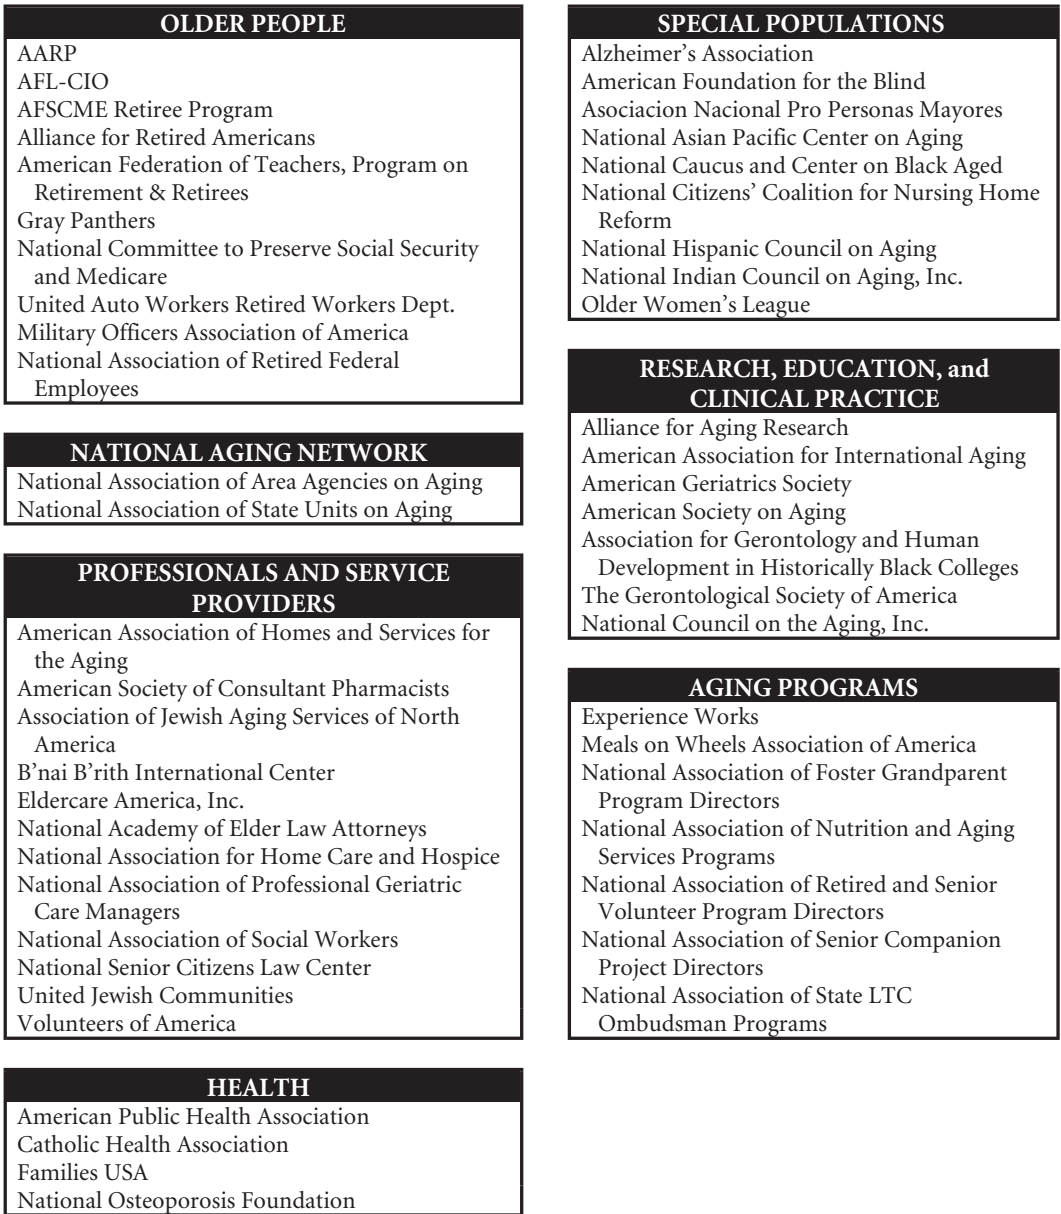 OLDER PEOPLE
AARP
AFL-CIO
AFSCME Retiree Program
Alliance for Retired Americans
American Federation of Teachers, Program on
Retirement & Retirees
Gray Panthers
National Committee to Preserve Social Security
and Medicare
United Auto Workers Retired Workers Dept.
Military Officers Association of America
National Association of Retired Federal
Employees
NATIONAL AGING NETWORK
National Association of Area Agencies on Aging
National Association of State Units on Aging
PROFESSIONALS AND SERVICE
PROVIDERS
American Association of Homes and Services for
the Aging
American Society of Consultant Pharmacists
Association of Jewish Aging Services of North
America
B'nai B'rith International Center
Eldercare America, Inc.
National Academy of Elder Law Attorneys
National Association for Home Care and Hospice
National Association of Professional Geriatric
Care Managers
National Association of Social Workers
National Senior Citizens Law Center
United Jewish Communities
Volunteers of America
HEALTH
American Public Health Association
Catholic Health Association
Families USA
National Osteoporosis Foundation
SPECIAL POPULATIONS
Alzheimer's Association
American Foundation for the Blind
Asociacion Nacional Pro Personas Mayores
National Asian Pacific Center on Aging
National Caucus and Center on Black Aged
National Citizens' Coalition for Nursing Home
Reform
National Hispanic Council on Aging
National Indian Council on Aging, Inc.
Older Women's League
RESEARCH, EDUCATION, and
CLINICAL PRACTICE
Alliance for Aging Research
American Association for International Aging
American Geriatrics Society
American Society on Aging
Association for Gerontology and Human
Development in Historically Black Colleges
The Gerontological Society of America
National Council on the Aging, Inc.
AGING PROGRAMS
Experience Works
Meals on Wheels Association of America
National Association of Foster Grandparent
Program Directors
National Association of Nutrition and Aging
Services Programs
National Association of Retired and Senior
Volunteer Program Directors
National Association of Senior Companion
Project Directors
National Association of State LTC
Ombudsman Programs